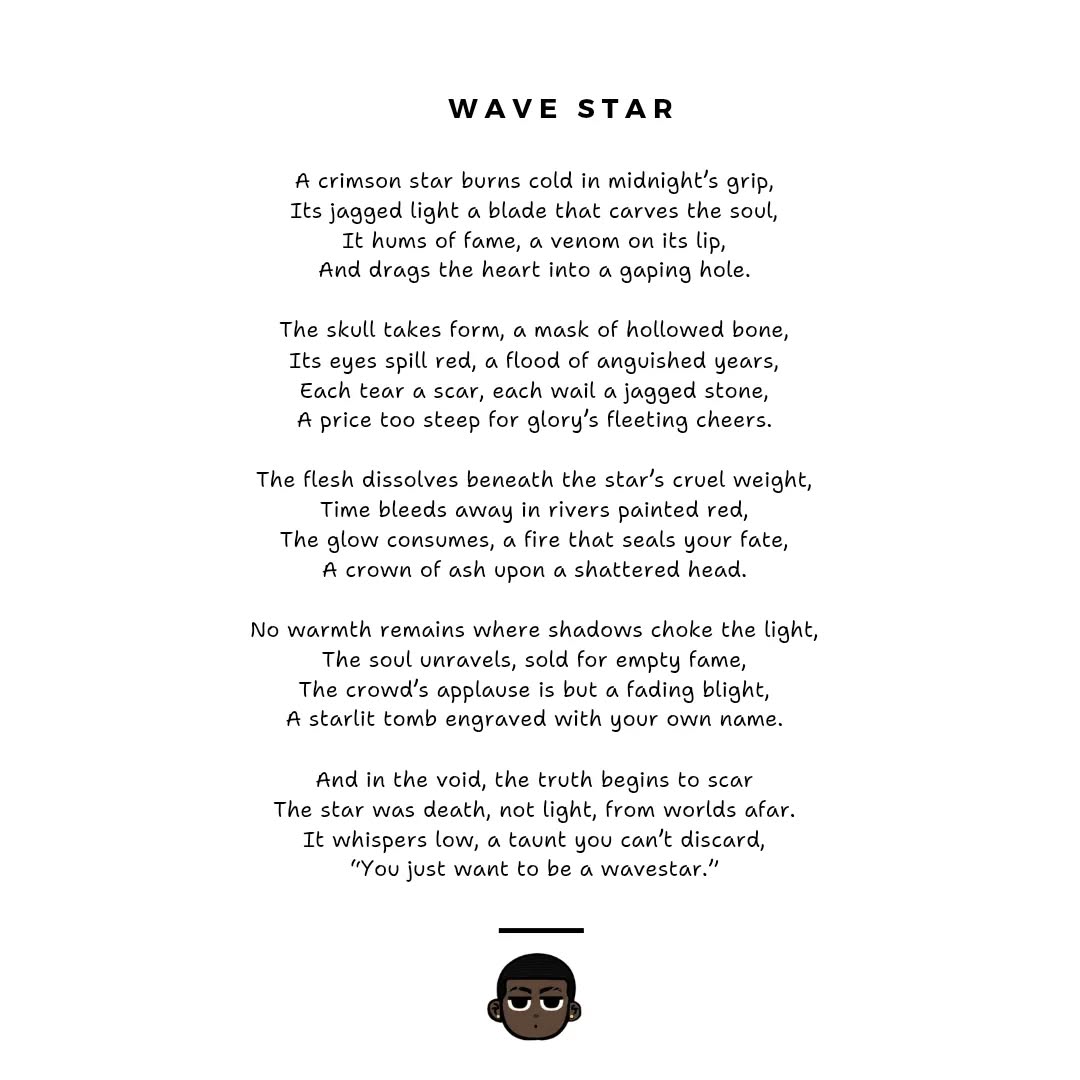 WAVE STAR
A crimson star burns cold in midnight’s grip,
Its jagged light a blade that carves the soul,
It hums of fame, a venom on its lip,
And drags the heart into a gaping hole.
The skull takes form, a mask of hollowed bone,
Its eyes spill red, a flood of anguished years,
Each tear a scar, each wail a jagged stone,
A price too steep for glory’s fleeting cheers.
The flesh dissolves beneath the star’s cruel weight,
Time bleeds away in rivers painted red,
The glow consumes, a fire that seals your fate,
A crown of ash upon a shattered head.
No warmth remains where shadows choke the light,
The soul unravels, sold for empty fame,
The crowd’s applause is but a fading blight,
A starlit tomb engraved with your own name.
And in the void, the truth begins to scar
The star was death, not light, from worlds afar.
It whispers low, a taunt you can’t discard,
“You just want to be a wavestar.”